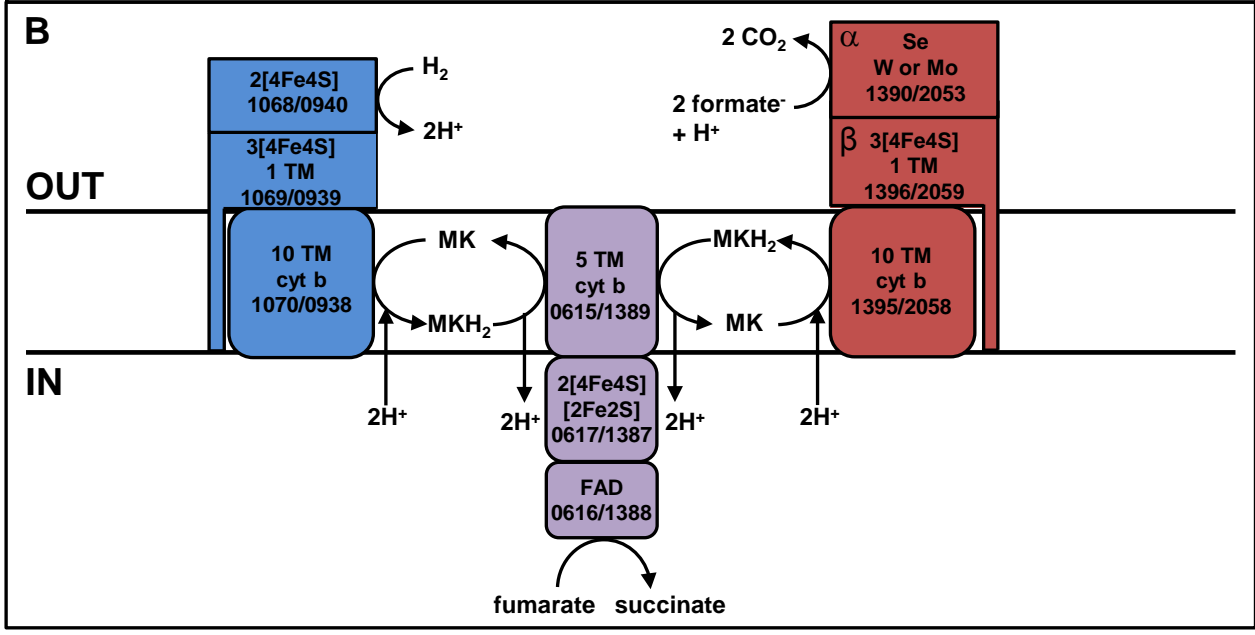 B
2[4Fe4S]
1068/0940
3[4Fe4S]
1 TM
1069/0939
H₂
2H⁺
2 CO₂
2 formate⁻
+ H⁺
α
Se
W or Mo
1390/2053
β
3[4Fe4S]
1 TM
1396/2059
OUT
10 TM
cyt b
1070/0938
MK
MKH₂
5 TM
cyt b
0615/1389
MKH₂
MK
10 TM
cyt b
1395/2058
IN
2H⁺
2H⁺
2[4Fe4S]
[2Fe2S]
0617/1387
2H⁺
2H⁺
FAD
0616/1388
fumarate succinate